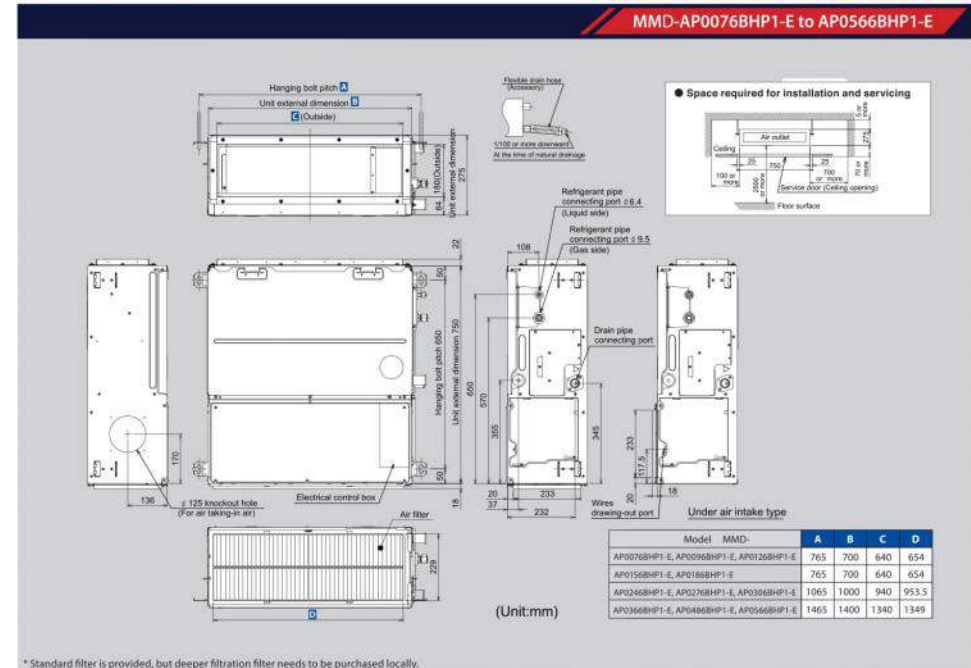 MMD-AP0076BHP1-E to AP0566BHP1-E
Hanging bolt pitch A
Unit external dimension B
C (Outside)
64
180(Outside)
Unit external dimension
275
Flexible drain hose
(Accessory)
1/100 or more downward
At the time of natural drainage
● Space required for installation and servicing
Air outlet
Ceiling
25
750
25
100 or
more
2500
or more
700
or more
5 or
more
275
70 or
more
Service door (Ceiling opening)
Floor surface
Refrigerant pipe
connecting port ∅6.4
(Liquid side)
Refrigerant pipe
connecting port ∅9.5
(Gas side)
108
22
50
Hanging bolt pitch 650
Unit external dimension 750
50
18
Drain pipe
connecting port
650
570
355
345
20
37
233
232
Wires
drawing-out port
233
117.5
20
18
Under air intake type
170
136
∅125 knockout hole
(For air taking-in air)
Electrical control box
Air filter
229
D
(Unit:mm)
Model MMD- A B C D
AP0076BHP1-E, AP0096BHP1-E, AP0126BHP1-E 765 700 640 654
AP0156BHP1-E, AP0186BHP1-E 765 700 640 654
AP0246BHP1-E, AP0276BHP1-E, AP0306BHP1-E 1065 1000 940 953.5
AP0366BHP1-E, AP0486BHP1-E, AP0566BHP1-E 1465 1400 1340 1349
* Standard filter is provided, but deeper filtration filter needs to be purchased locally.